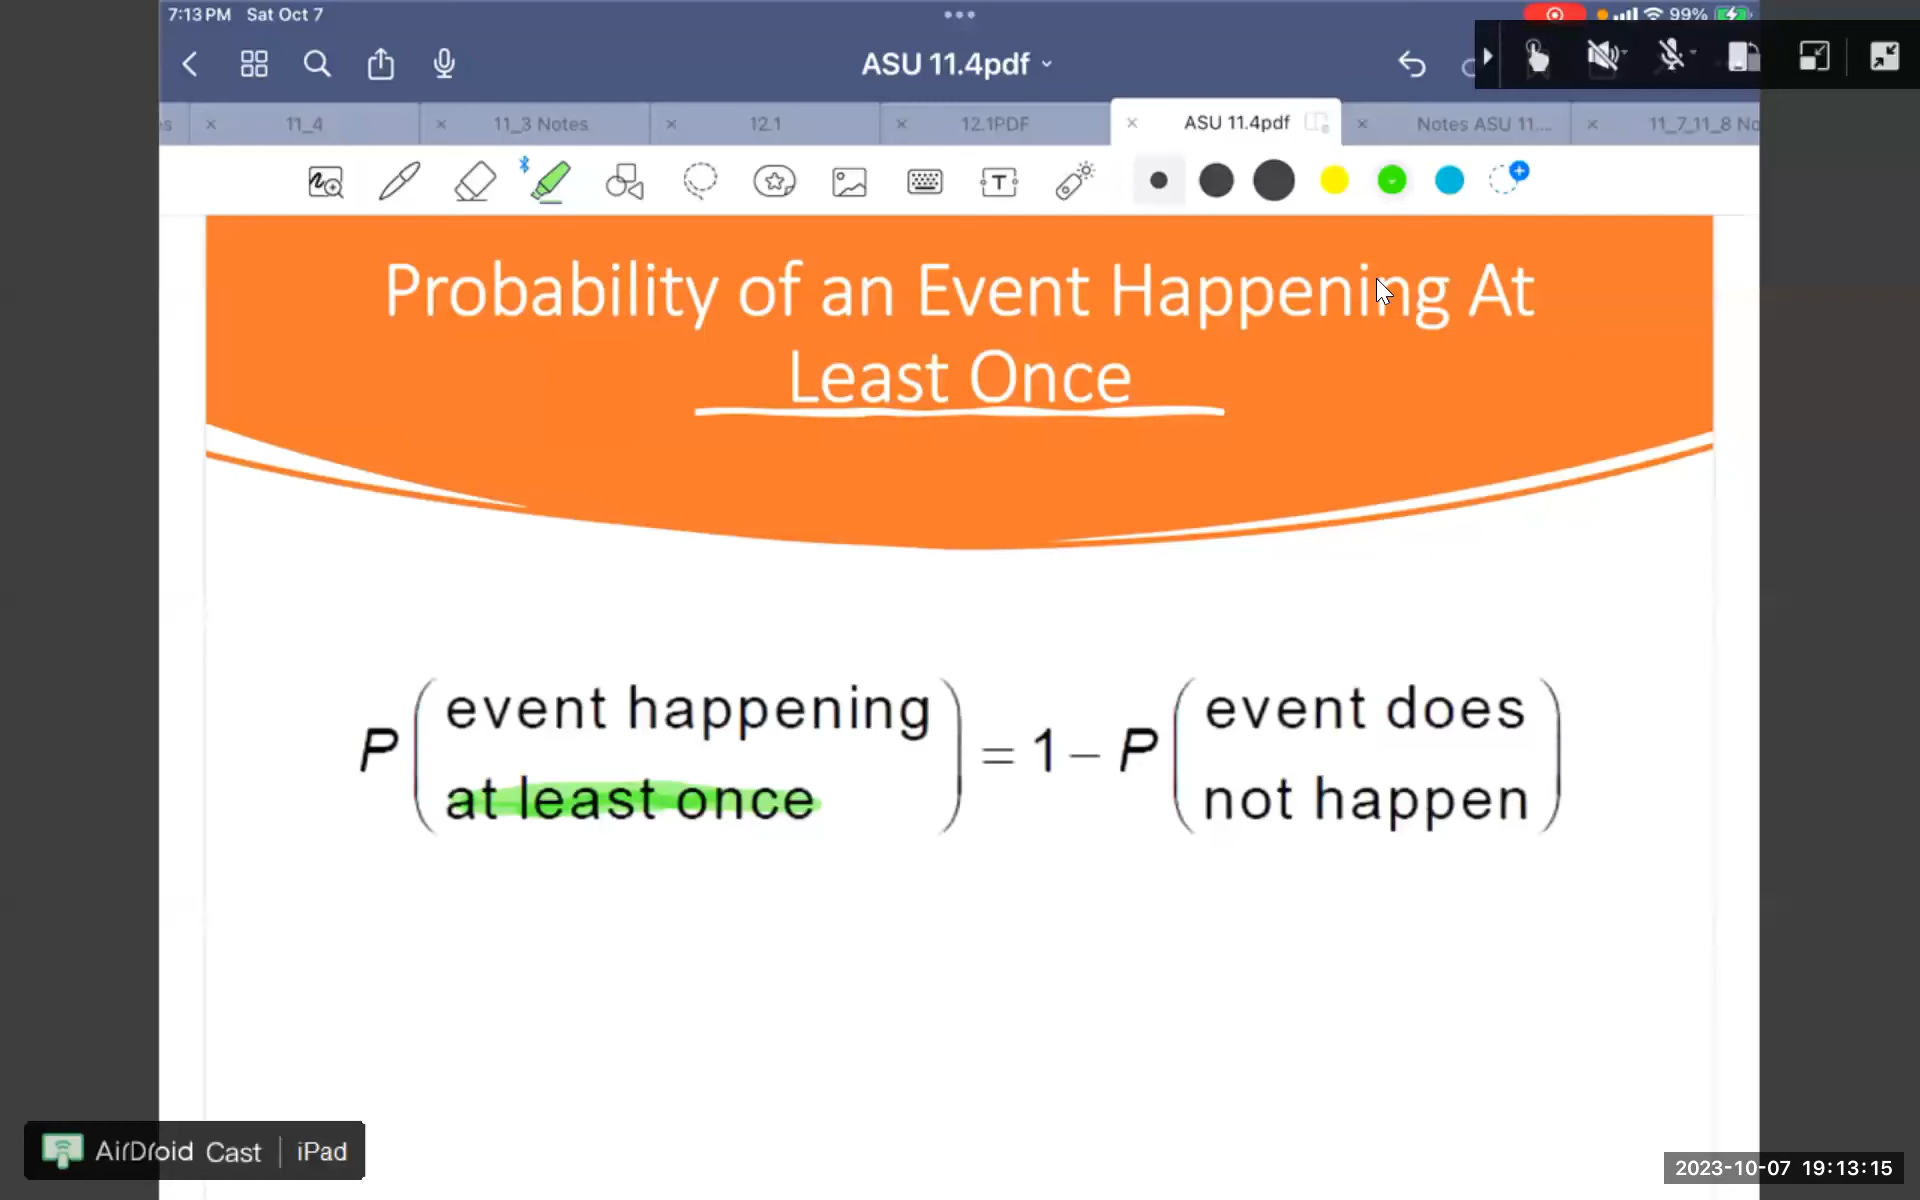 7:13 PM Sat Oct 7
99%
ASU 11.4pdf
11_4
11_3 Notes
12.1
12.1PDF
ASU 11.4pdf
Notes ASU 11....
11_7_11_8 No
T
Probability of an Event Happening At
Least Once
P ( event happening at least once ) = 1 – P ( event does not happen )
AirDroid Cast | iPad
2023-10-07 19:13:15